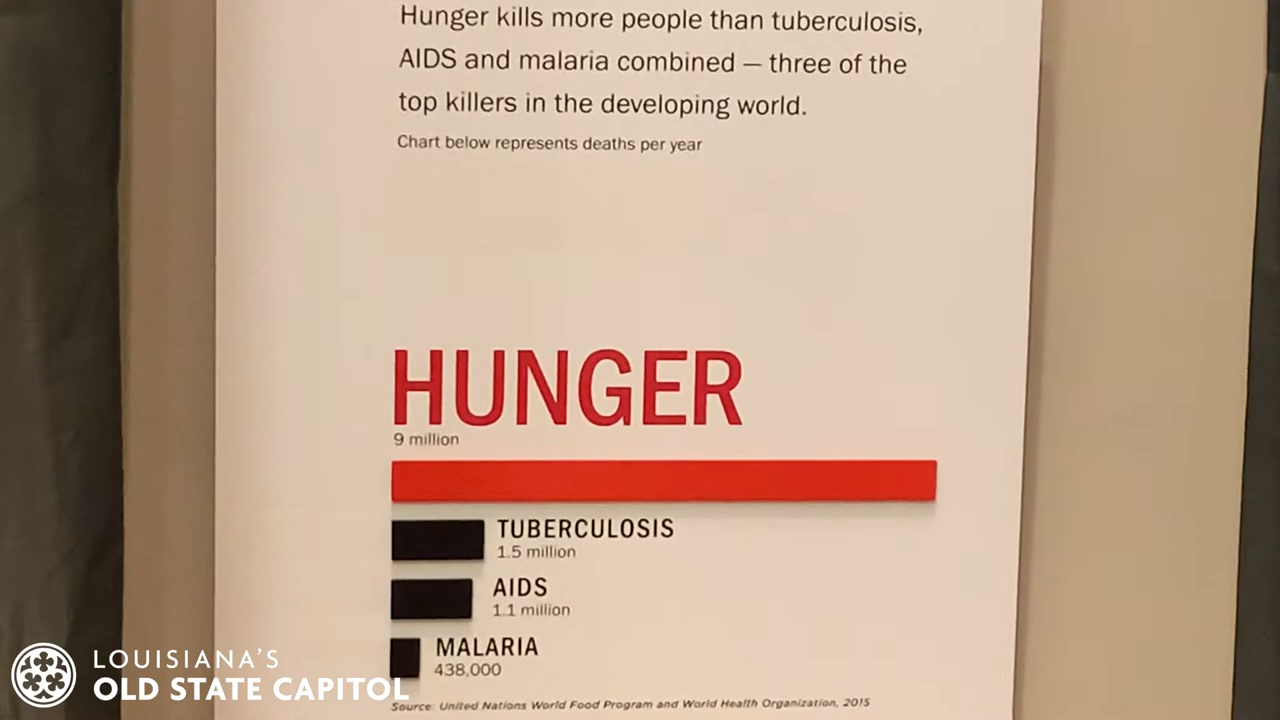 Hunger kills more people than tuberculosis,
AIDS and malaria combined — three of the
top killers in the developing world.
Chart below represents deaths per year
HUNGER
9 million
TUBERCULOSIS
1.5 million
AIDS
1.1 million
MALARIA
438,000
Source: United Nations World Food Program and World Health Organization, 2015
LOUISIANA'S
OLD STATE CAPITOL